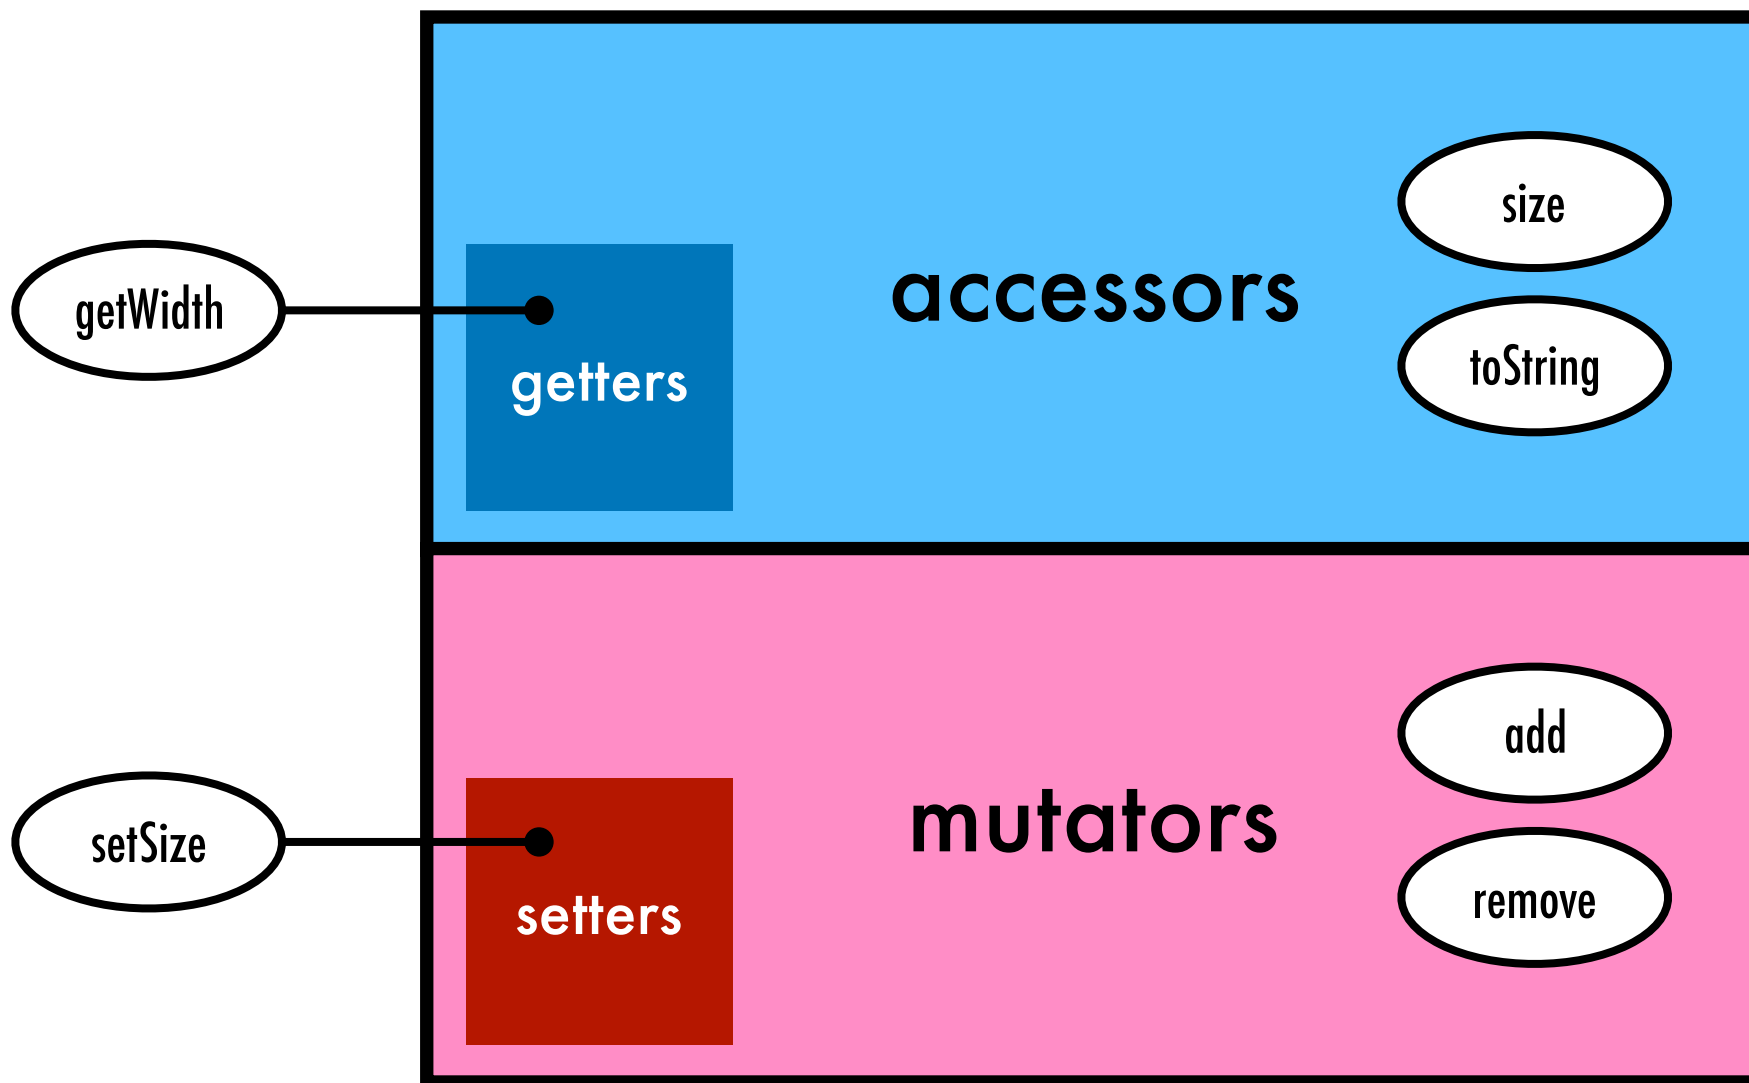 size
accessors
getWidth
toString
getters
add
mutators
setSize
remove
setters